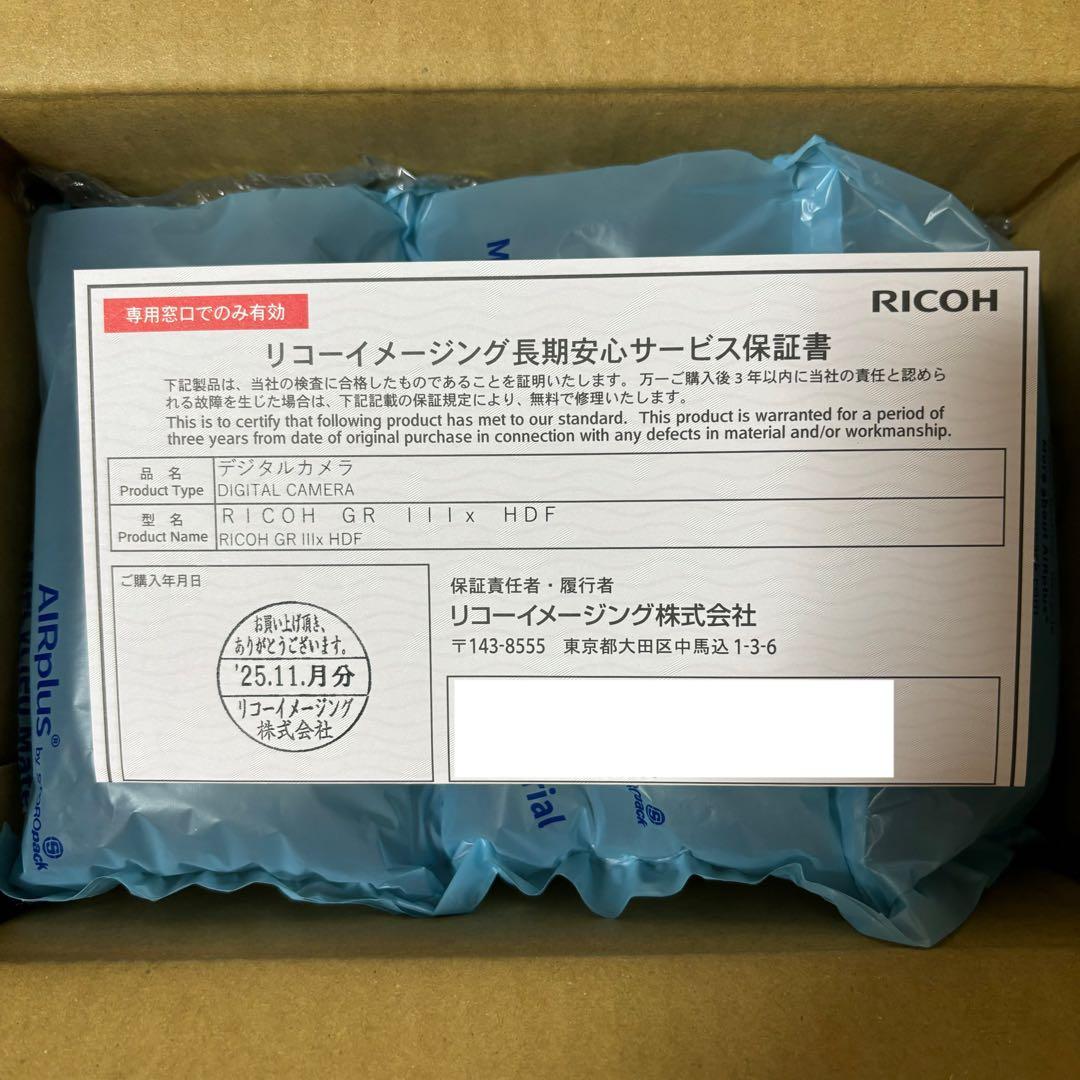 専用窓口でのみ有効
RICOH
リコーイメージング長期安心サービス保証書
下記製品は、当社の検査に合格したものであることを証明いたします。万一ご購入後3年以内に当社の責任と認めら
れる故障を生じた場合は、下記記載の保証規定により、無料で修理いたします。
This is to certify that following product has met to our standard. This product is warranted for a period of
three years from date of original purchase in connection with any defects in material and/or workmanship.
品 名 デジタルカメラ
Product Type DIGITAL CAMERA
型 名 RICOH GR IIIx HDF
Product Name RICOH GR IIIx HDF
ご購入年月日
お買い上げ頂き、
ありがとうございます。
'25.11.月分
リコーイメージング
株式会社
保証責任者・履行者
リコーイメージング株式会社
〒143-8555 東京都大田区中馬込1-3-6
AIRplus®
by STOROpack